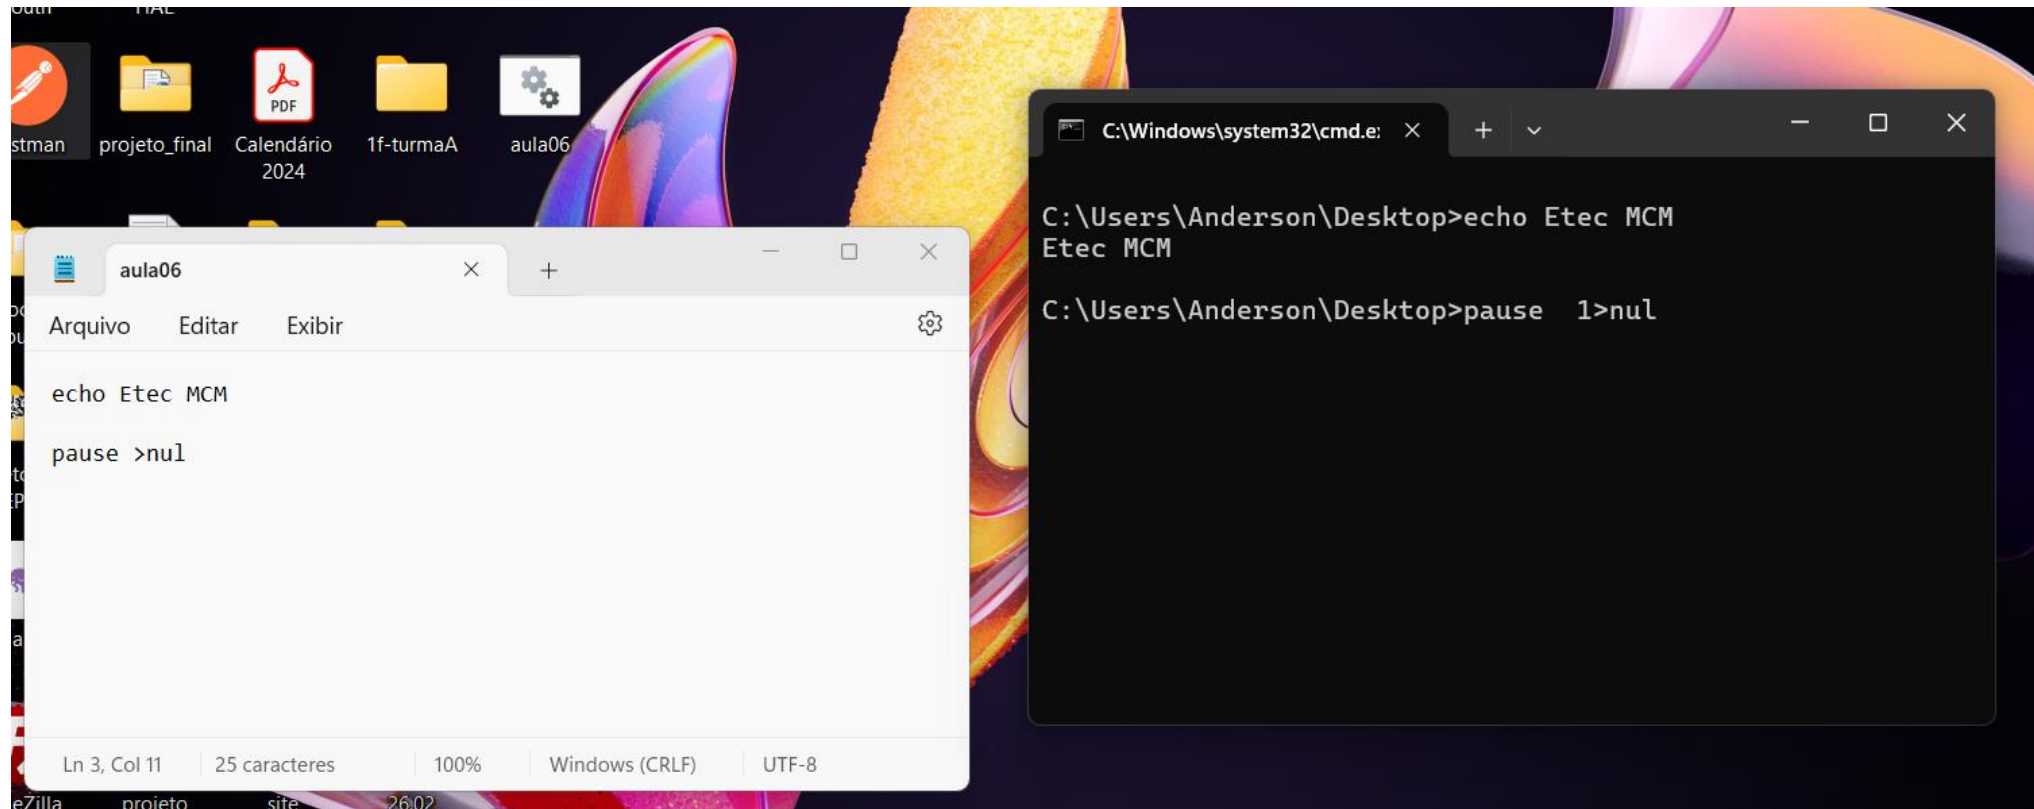 stman
projeto_final
Calendário
2024
1f-turmaA
aula06
PDF
aula06
Arquivo Editar Exibir
echo Etec MCM
pause >nul
Ln 3, Col 11 25 caracteres 100% Windows (CRLF) UTF-8
eZilla projeto site 26.02
C:\Windows\system32\cmd.e:
C:\Users\Anderson\Desktop>echo Etec MCM
Etec MCM
C:\Users\Anderson\Desktop>pause  1>nul